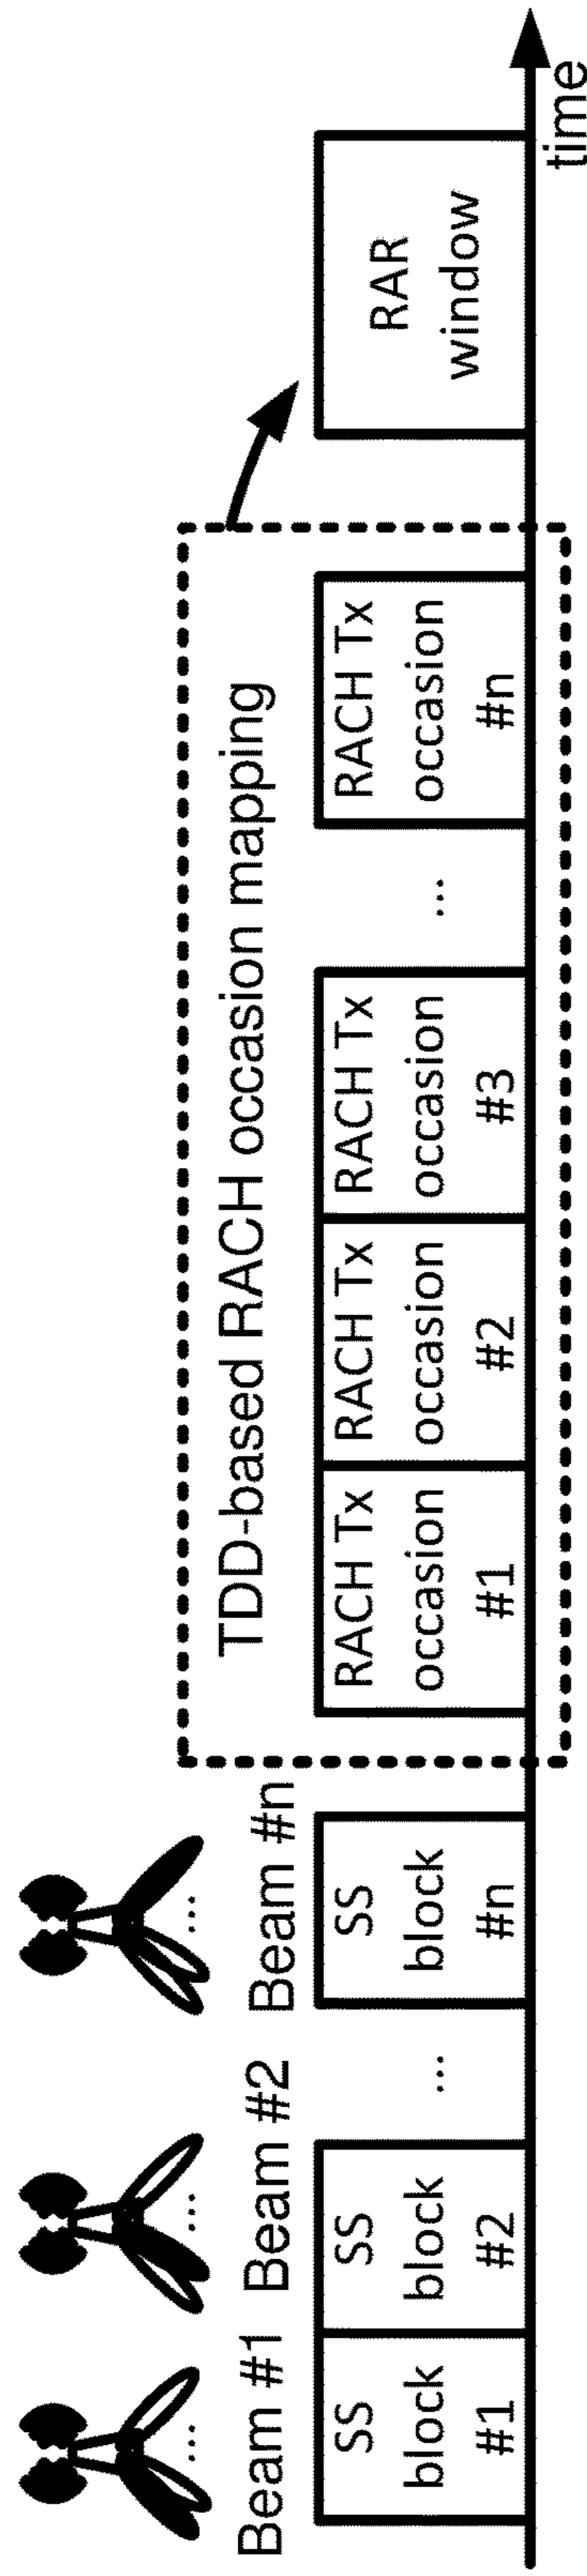 Beam #1
Beam #2
Beam #n
...
...
...
SS
block
#1
SS
block
#2
...
SS
block
#n
TDD-based RACH occasion mapping
RACH Tx
occasion
#1
RACH Tx
occasion
#2
RACH Tx
occasion
#3
...
RACH Tx
occasion
#n
RAR
window
time